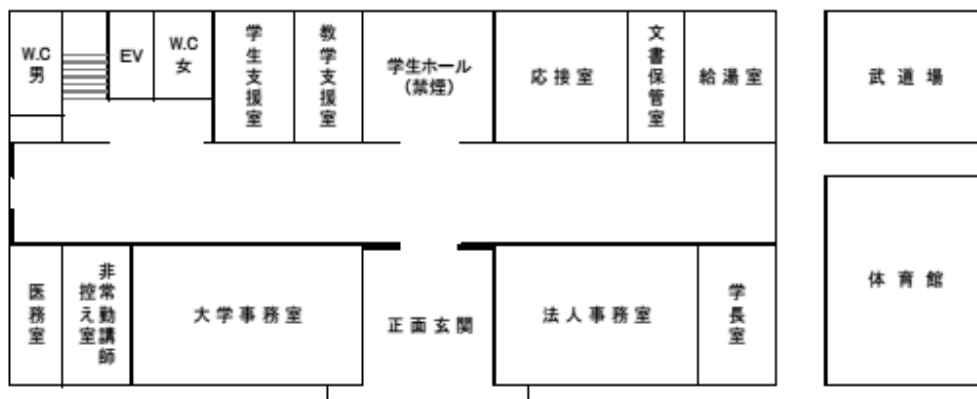 W.C
男
EV
W.C
女
学生支援室
教学支援室
学生ホール
(禁煙)
応接室
文書保管室
給湯室
武道場
医務室
非常勤講師
控え室
大学事務室
正面玄関
法人事務室
学長室
体育館